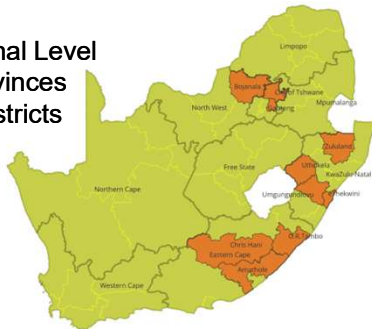 nal Level
vinces
stricts
Limpopo
Bojanala
City of Tshwane
Gauteng
Mpumalanga
North West
Zululand
Free State
Uthukela
KwaZulu-Natal
Umgungundlovu
eThekwini
Northern Cape
O.R.Tambo
Chris Hani
Eastern Cape
Amathole
Western Cape